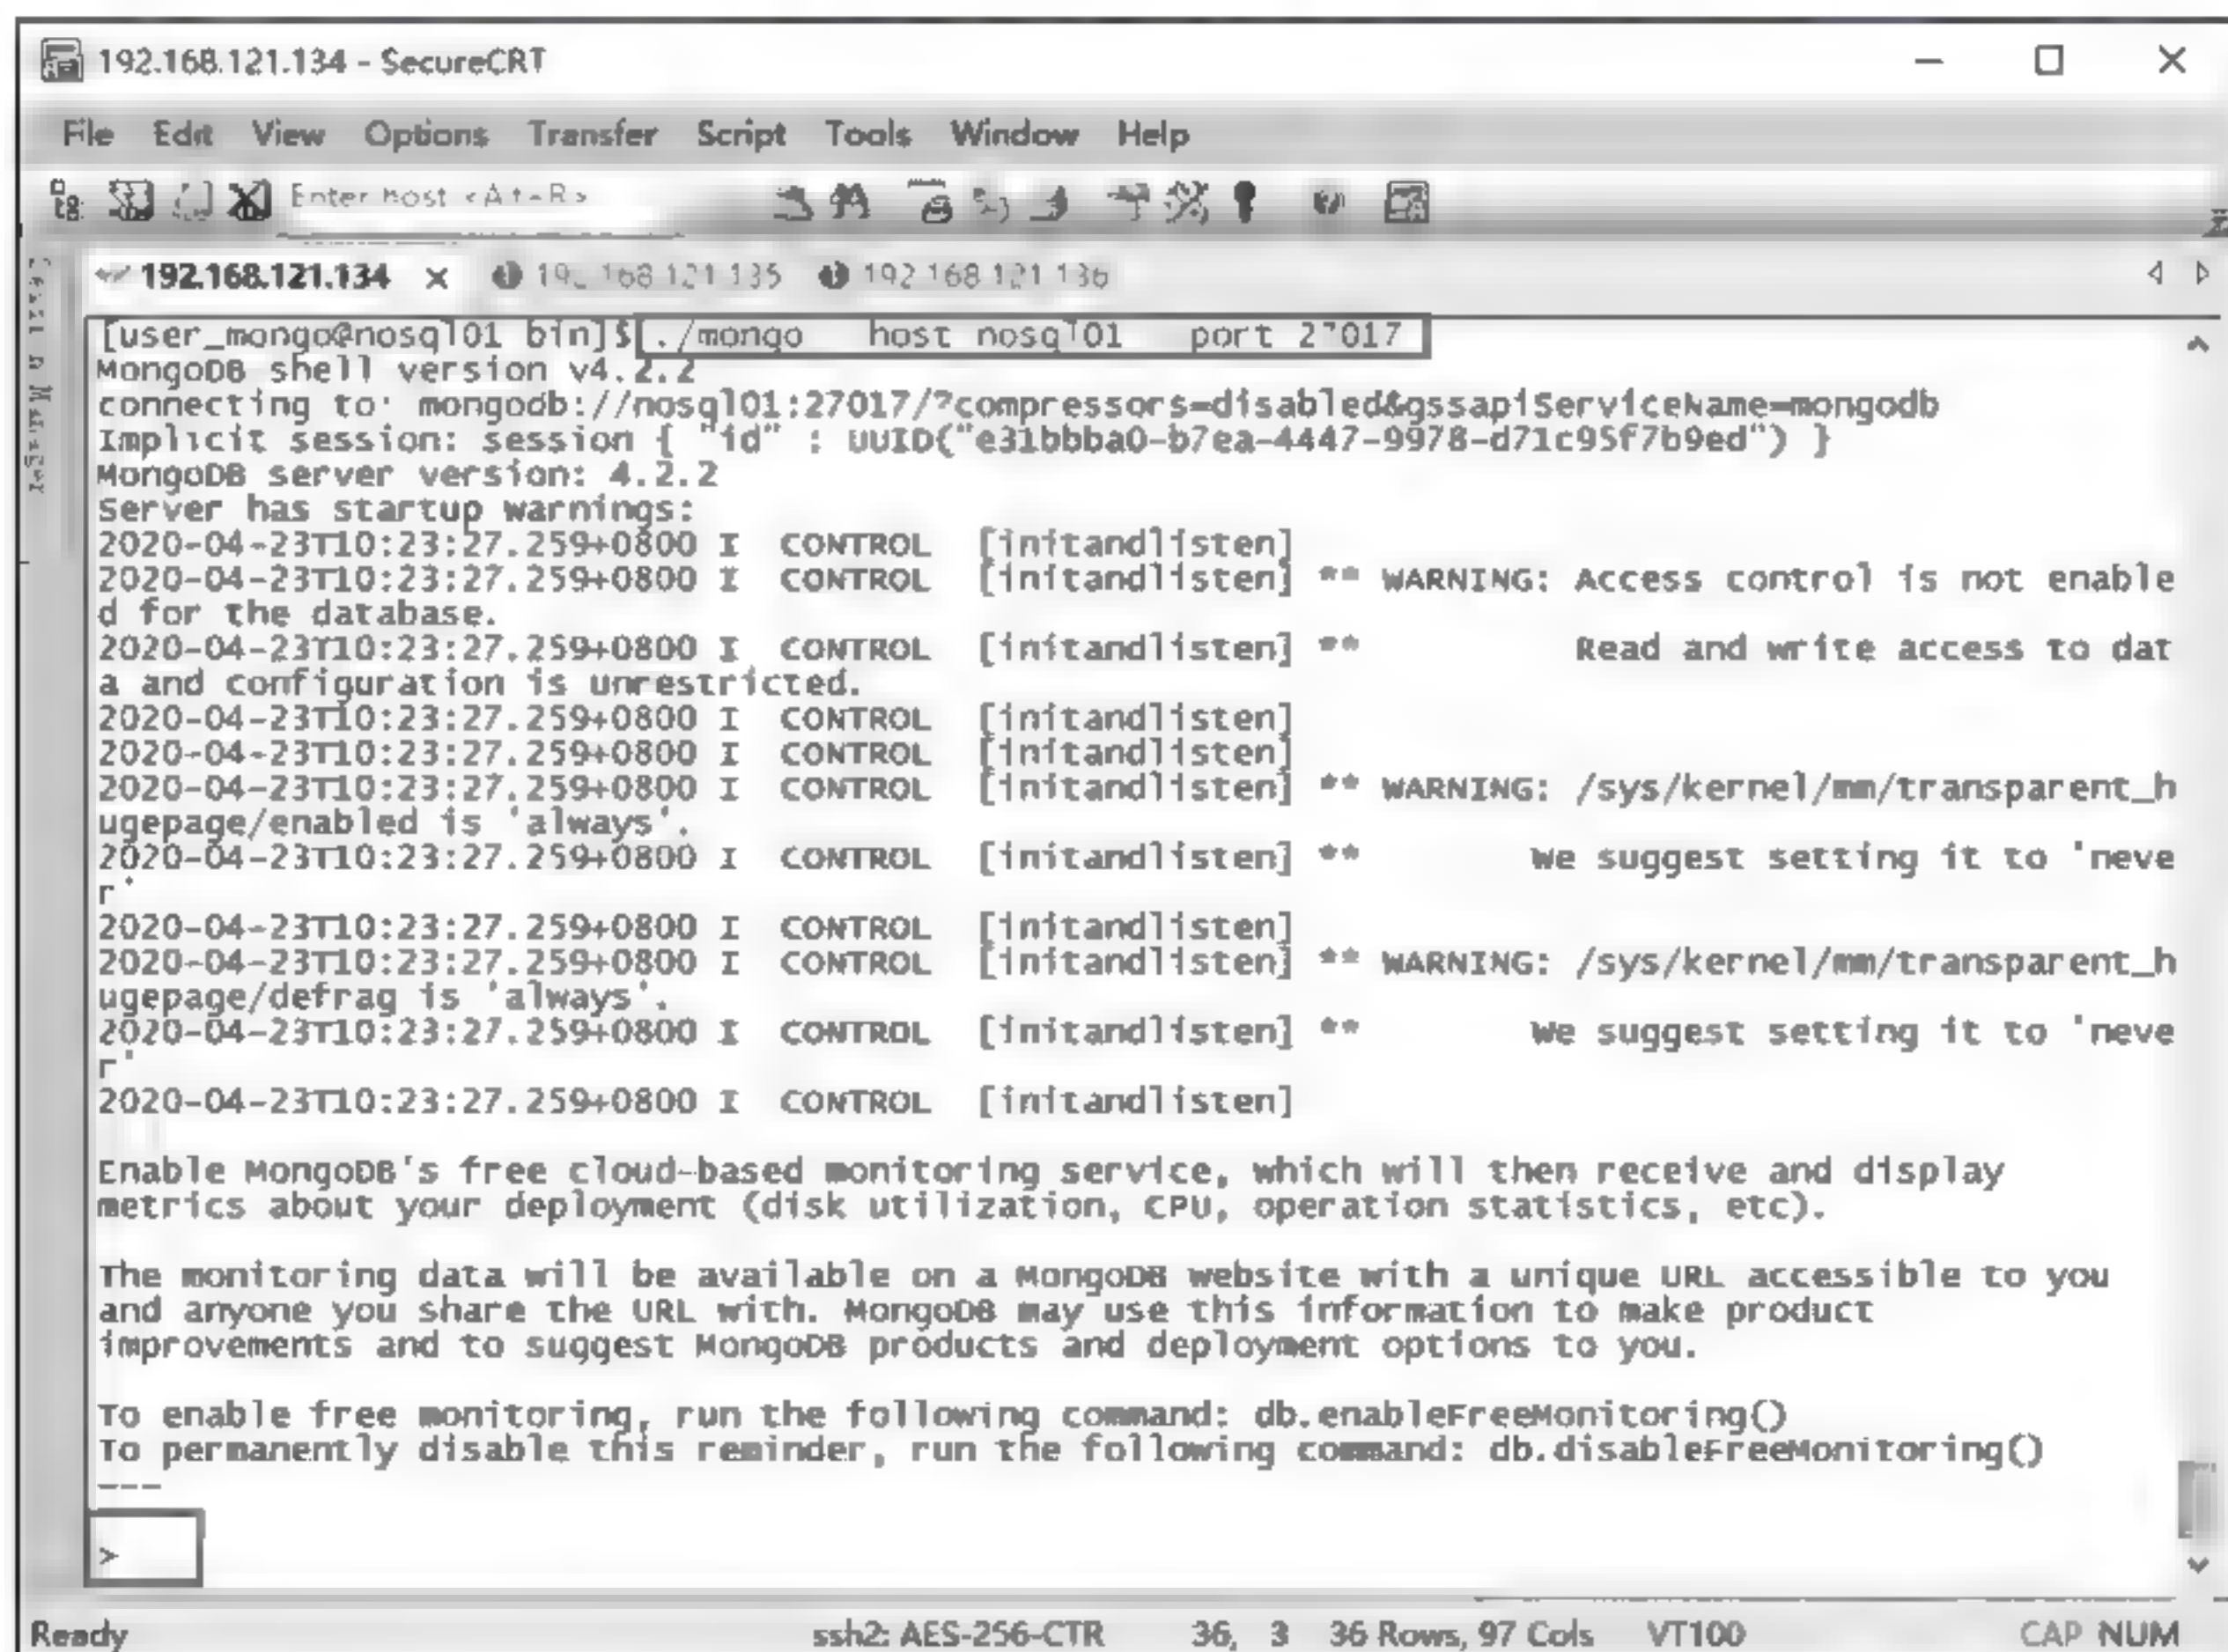 192.168.121.134 - SecureCRT
File Edit View Options Transfer Script Tools Window Help
Enter host <Alt+R>
192.168.121.134 192.168.121.135 192.168.121.136
[user_mongo@nosql01 bin]$ ./mongo host nosql01 port 27017
MongoDB shell version v4.2.2
connecting to: mongodb://nosql01:27017/?compressors=disabled&gssapiServiceName=mongodb
Implicit session: session { "id" : UUID("e31bbba0-b7ea-4447-9978-d71c95f7b9ed") }
MongoDB server version: 4.2.2
Server has startup warnings:
2020-04-23T10:23:27.259+0800 I CONTROL [initandlisten]
2020-04-23T10:23:27.259+0800 I CONTROL [initandlisten] ** WARNING: Access control is not enable
d for the database.
2020-04-23T10:23:27.259+0800 I CONTROL [initandlisten] ** Read and write access to dat
a and configuration is unrestricted.
2020-04-23T10:23:27.259+0800 I CONTROL [initandlisten]
2020-04-23T10:23:27.259+0800 I CONTROL [initandlisten]
2020-04-23T10:23:27.259+0800 I CONTROL [initandlisten] ** WARNING: /sys/kernel/mm/transparent_h
ugepage/enabled is 'always'.
2020-04-23T10:23:27.259+0800 I CONTROL [initandlisten] ** We suggest setting it to 'neve
r'
2020-04-23T10:23:27.259+0800 I CONTROL [initandlisten]
2020-04-23T10:23:27.259+0800 I CONTROL [initandlisten] ** WARNING: /sys/kernel/mm/transparent_h
ugepage/defrag is 'always'.
2020-04-23T10:23:27.259+0800 I CONTROL [initandlisten] ** We suggest setting it to 'neve
r'
2020-04-23T10:23:27.259+0800 I CONTROL [initandlisten]
Enable MongoDB's free cloud-based monitoring service, which will then receive and display
metrics about your deployment (disk utilization, CPU, operation statistics, etc).
The monitoring data will be available on a MongoDB website with a unique URL accessible to you
and anyone you share the URL with. MongoDB may use this information to make product
improvements and to suggest MongoDB products and deployment options to you.
To enable free monitoring, run the following command: db.enableFreeMonitoring()
To permanently disable this reminder, run the following command: db.disableFreeMonitoring()
---
>
Ready ssh2: AES-256-CTR 36, 3 36 Rows, 97 Cols VT100 CAP NUM